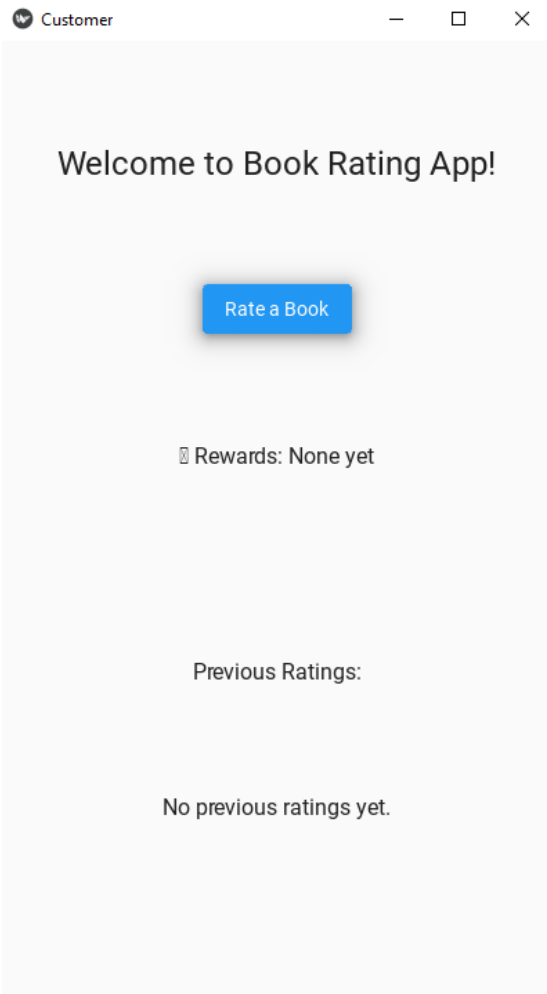 Customer
Welcome to Book Rating App!
Rate a Book
Rewards: None yet
Previous Ratings:
No previous ratings yet.